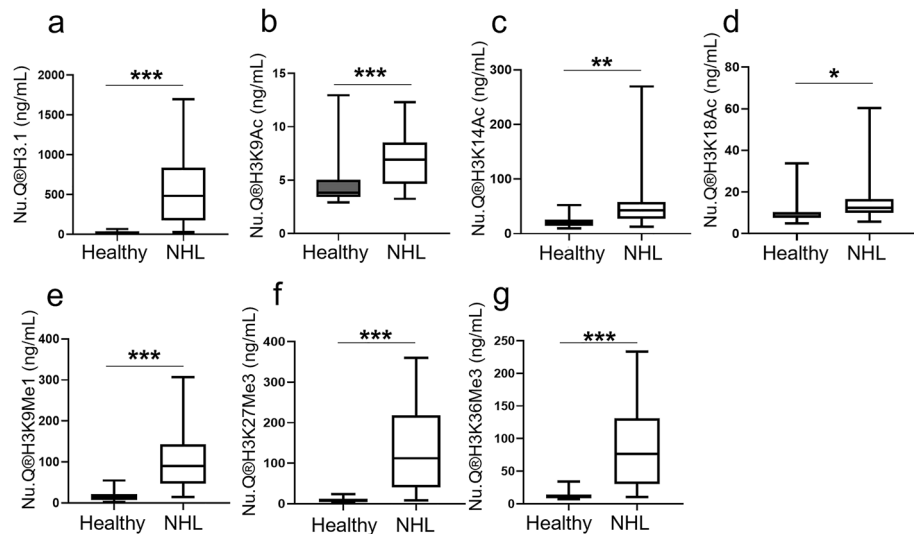 a
Nu.Q®H3.1 (ng/mL)
2000
1500
1000
500
0
***
Healthy NHL
b
Nu.Q®H3K9Ac (ng/mL)
15
10
5
0
***
Healthy NHL
c
Nu.Q®H3K14Ac (ng/mL)
300
200
100
0
**
Healthy NHL
d
Nu.Q®H3K18Ac (ng/mL)
80
60
40
20
0
*
Healthy NHL
e
Nu.Q®H3K9Me1 (ng/mL)
400
300
200
100
0
***
Healthy NHL
f
Nu.Q®H3K27Me3 (ng/mL)
400
300
200
100
0
***
Healthy NHL
g
Nu.Q®H3K36Me3 (ng/mL)
250
200
150
100
50
0
***
Healthy NHL